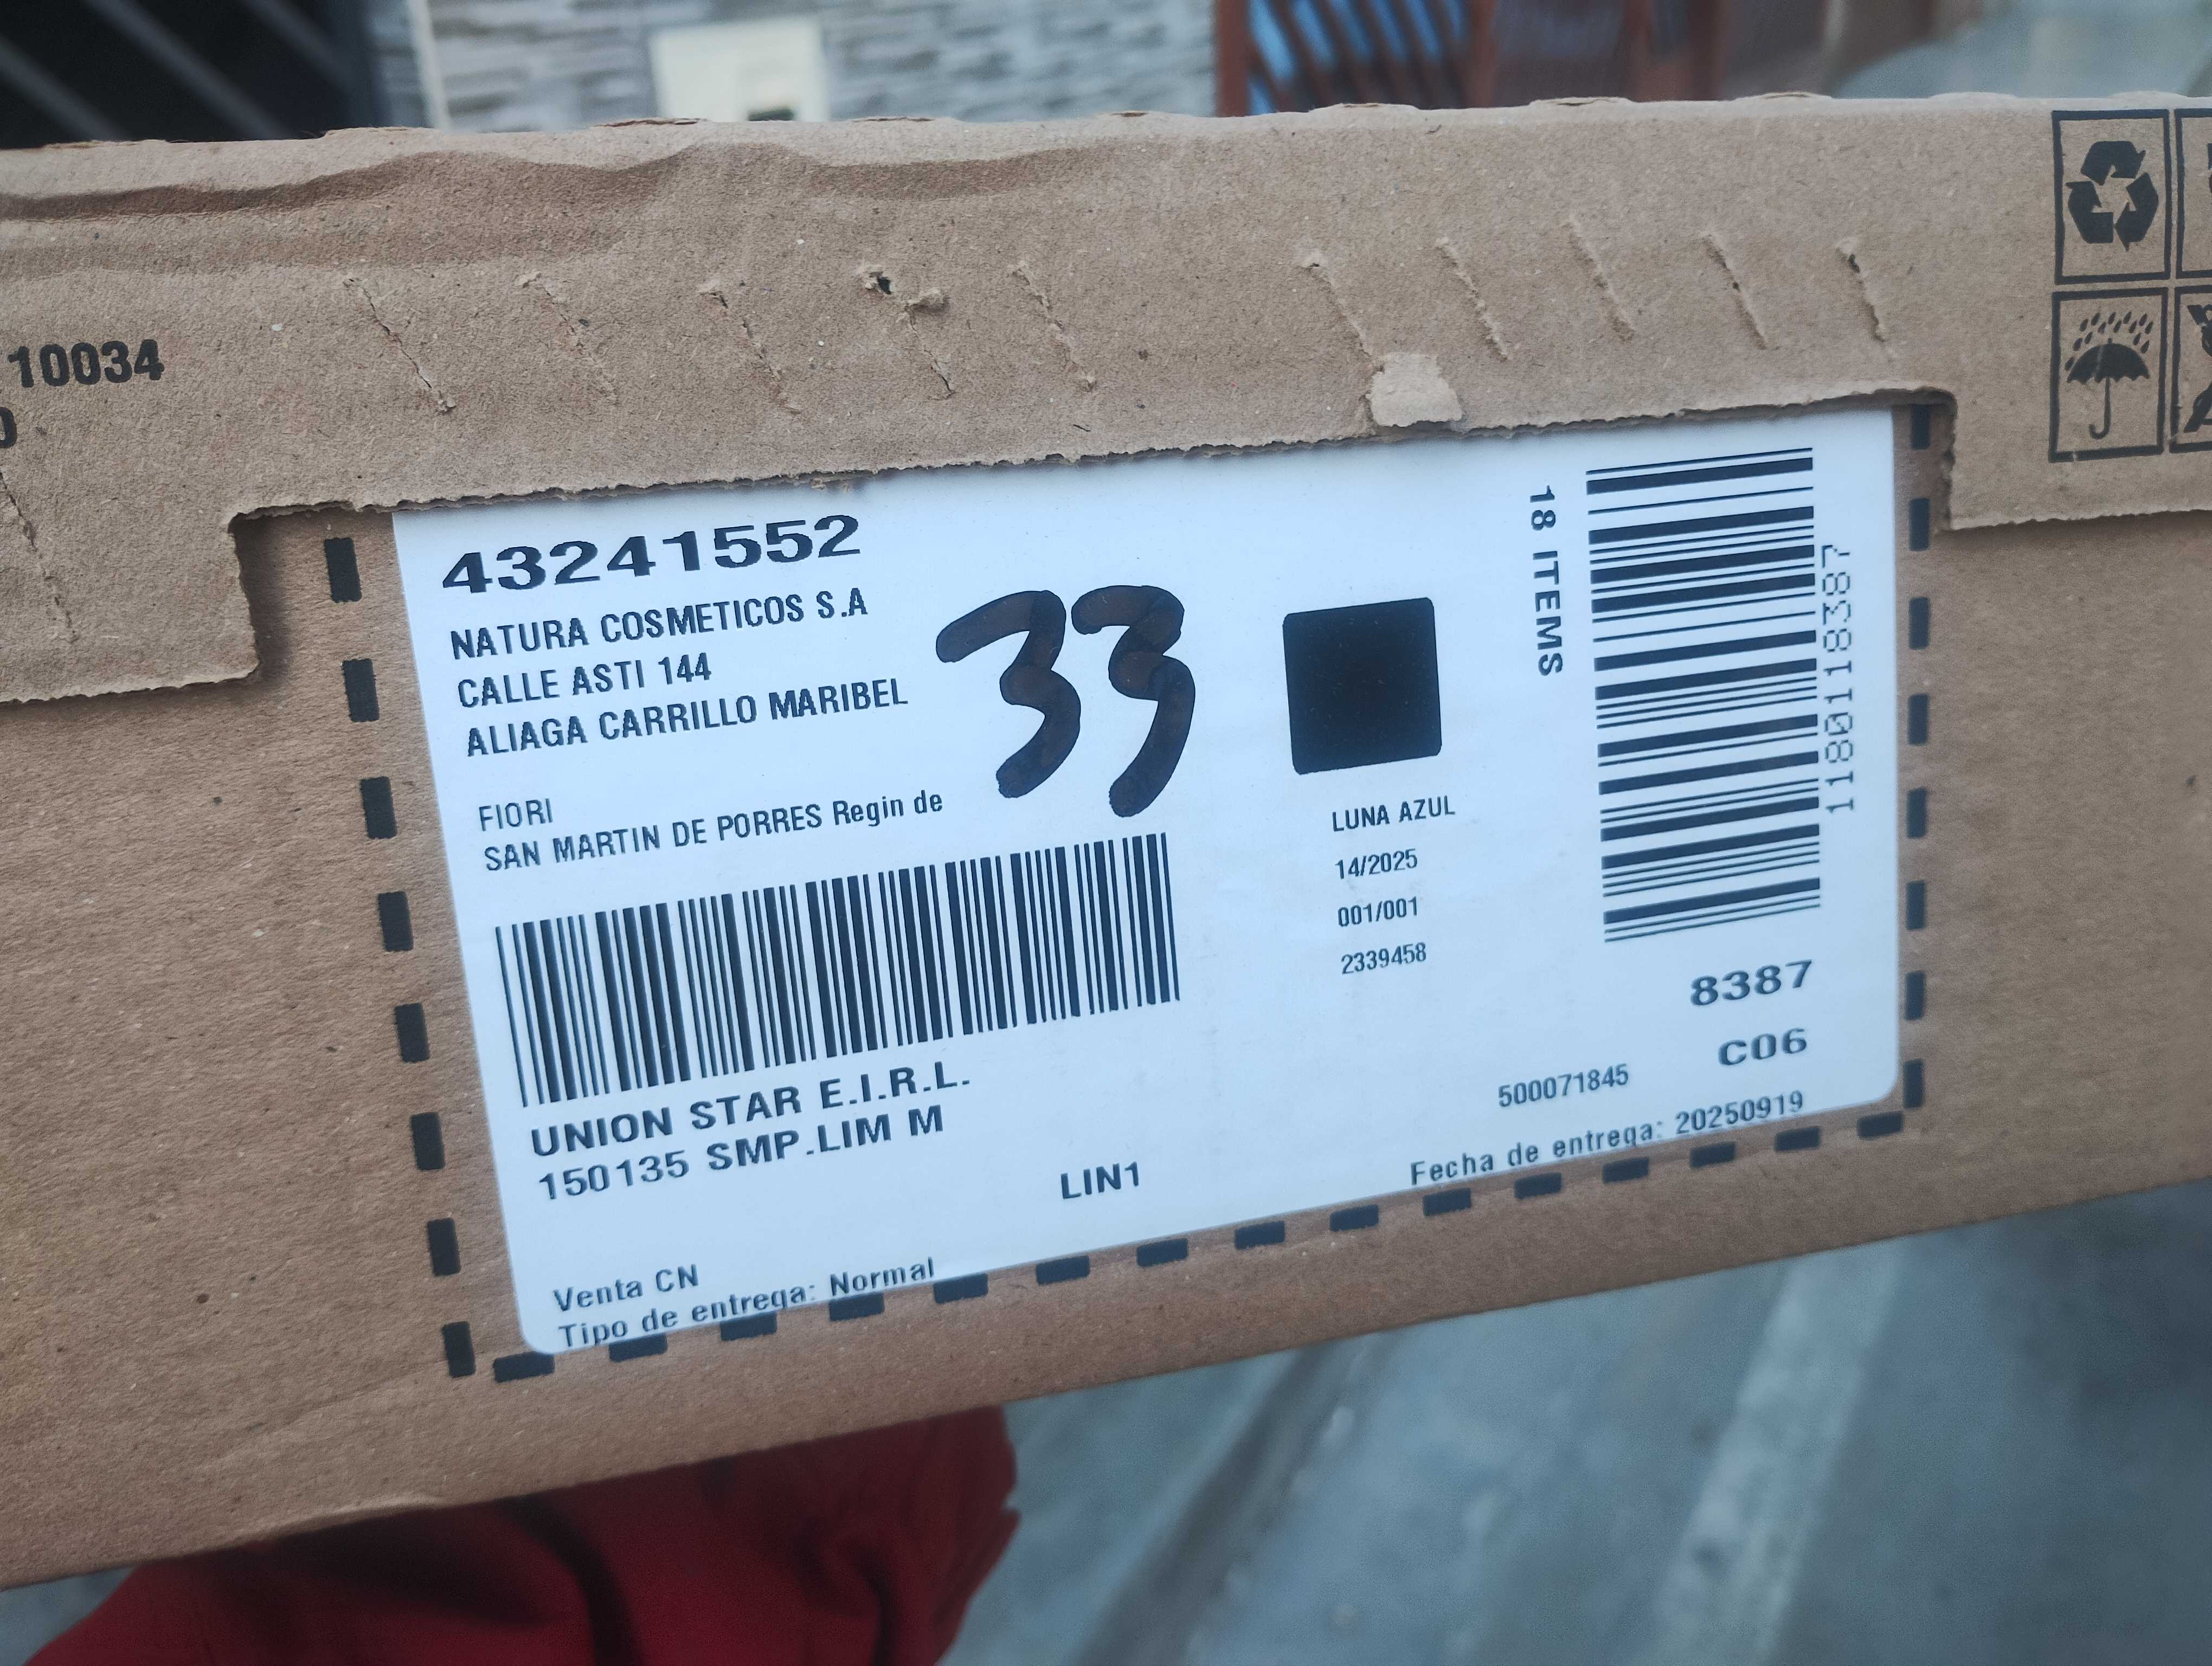 10034
43241552
NATURA COSMETICOS S.A
CALLE ASTI 144
ALIAGA CARRILLO MARIBEL
33
FIORI
SAN MARTIN DE PORRES Regin de
UNION STAR E.I.R.L.
150135 SMP.LIM M
LIN1
Venta CN
Tipo de entrega: Normal
LUNA AZUL
14/2025
001/001
2339458
18 ITEMS
1180118387
8387
C06
500071845
Fecha de entrega: 20250919